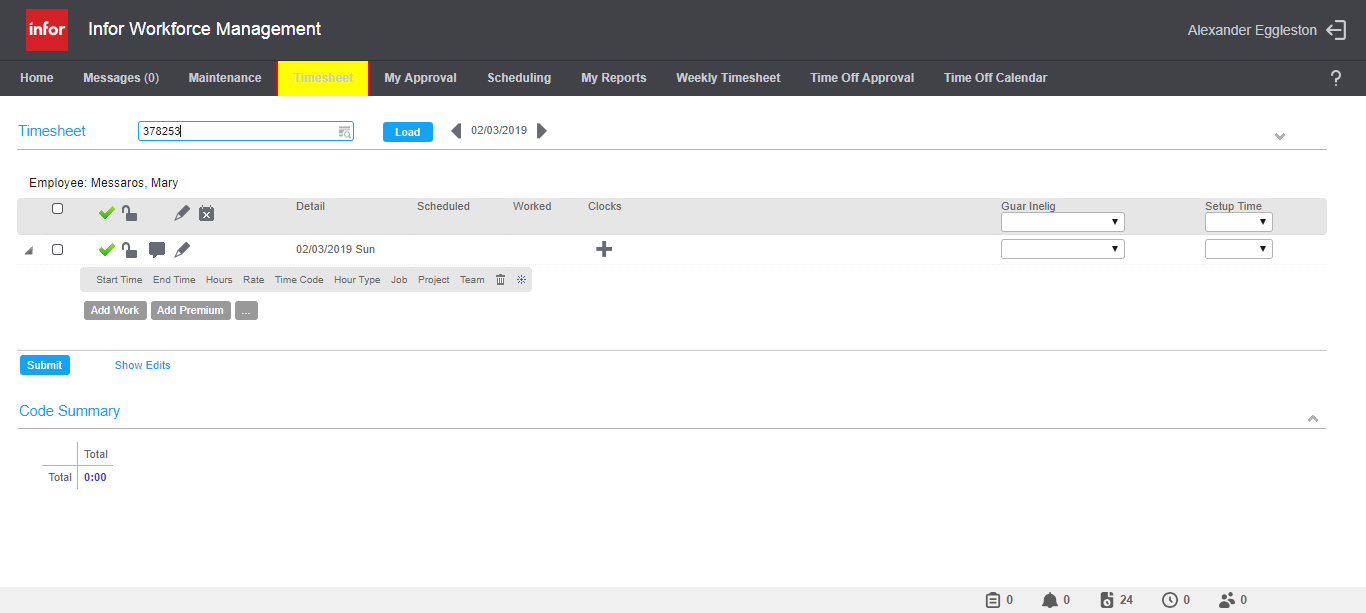 infor Infor Workforce Management Alexander Eggleston
Home Messages (0) Maintenance Timesheet My Approval Scheduling My Reports Weekly Timesheet Time Off Approval Time Off Calendar ?
Timesheet 378253 Load 02/03/2019
Employee: Messaros, Mary
Detail Scheduled Worked Clocks Guar Inelig Setup Time
02/03/2019 Sun
Start Time End Time Hours Rate Time Code Hour Type Job Project Team
Add Work Add Premium ...
Submit Show Edits
Code Summary
Total
Total 0:00
0 0 24 0 0